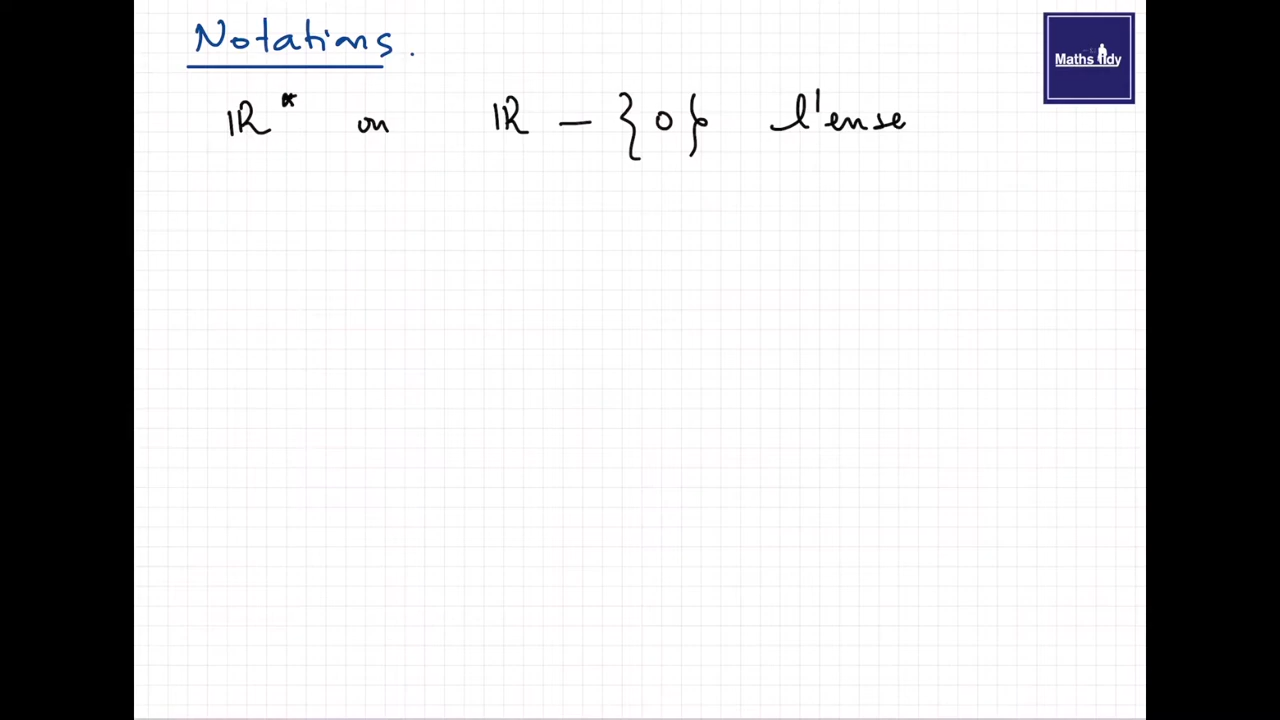 Notations.
Maths
ℝ* ou ℝ - {0} l'ense